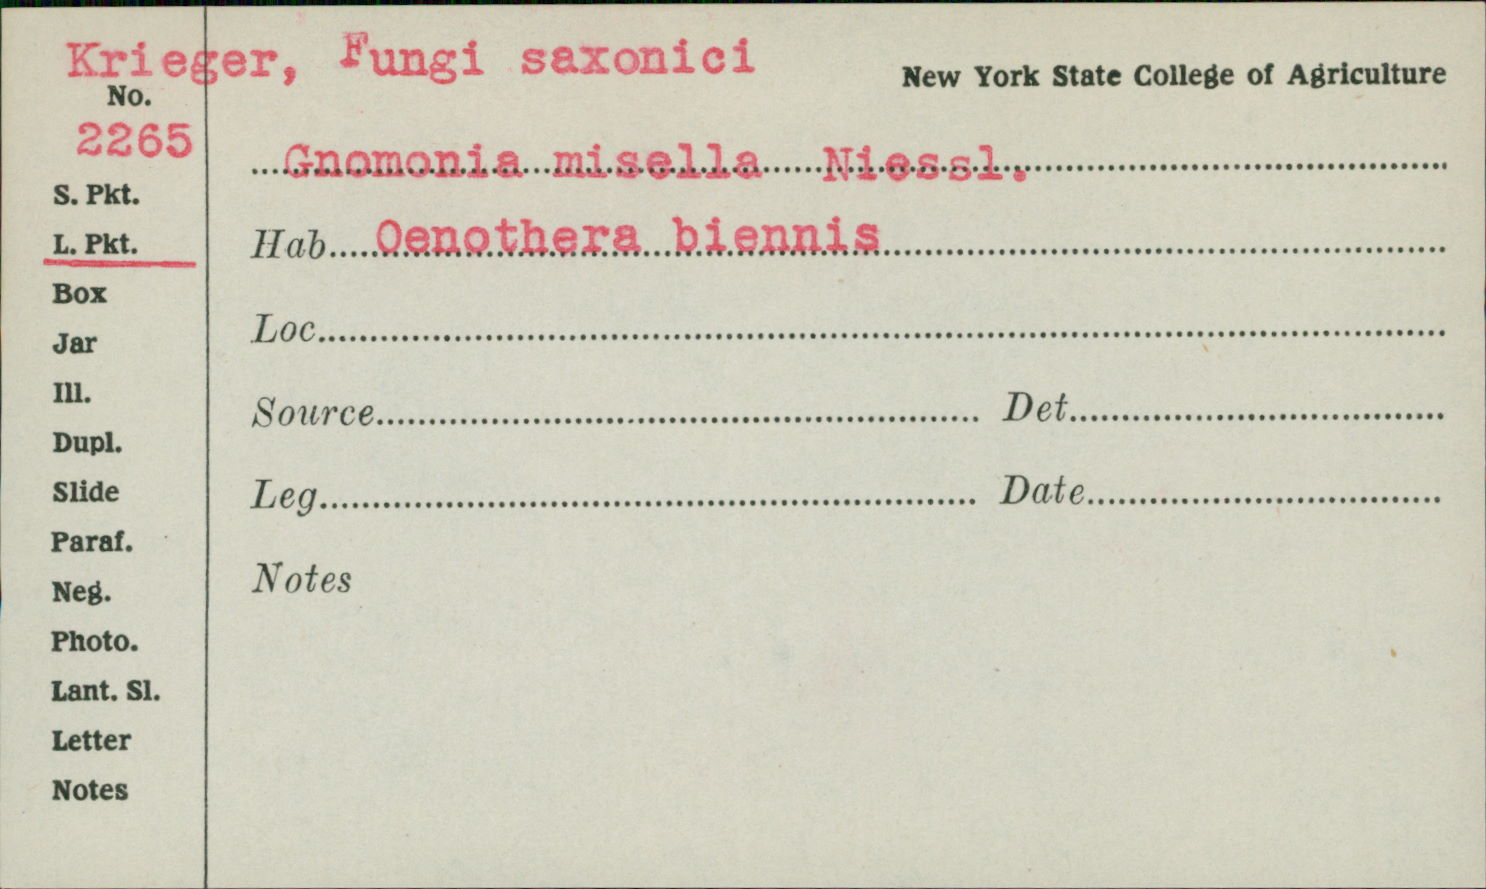 Krieger, Fungi saxonici
New York State College of Agriculture
No.
2265
Gnomonia misella Niessl.
S. Pkt.
L. Pkt.
Hab. Oenothera biennis
Box
Loc.
Jar
Ill.
Source Det.
Dupl.
Slide
Leg. Date
Paraf.
Neg.
Notes
Photo.
Lant. Sl.
Letter
Notes